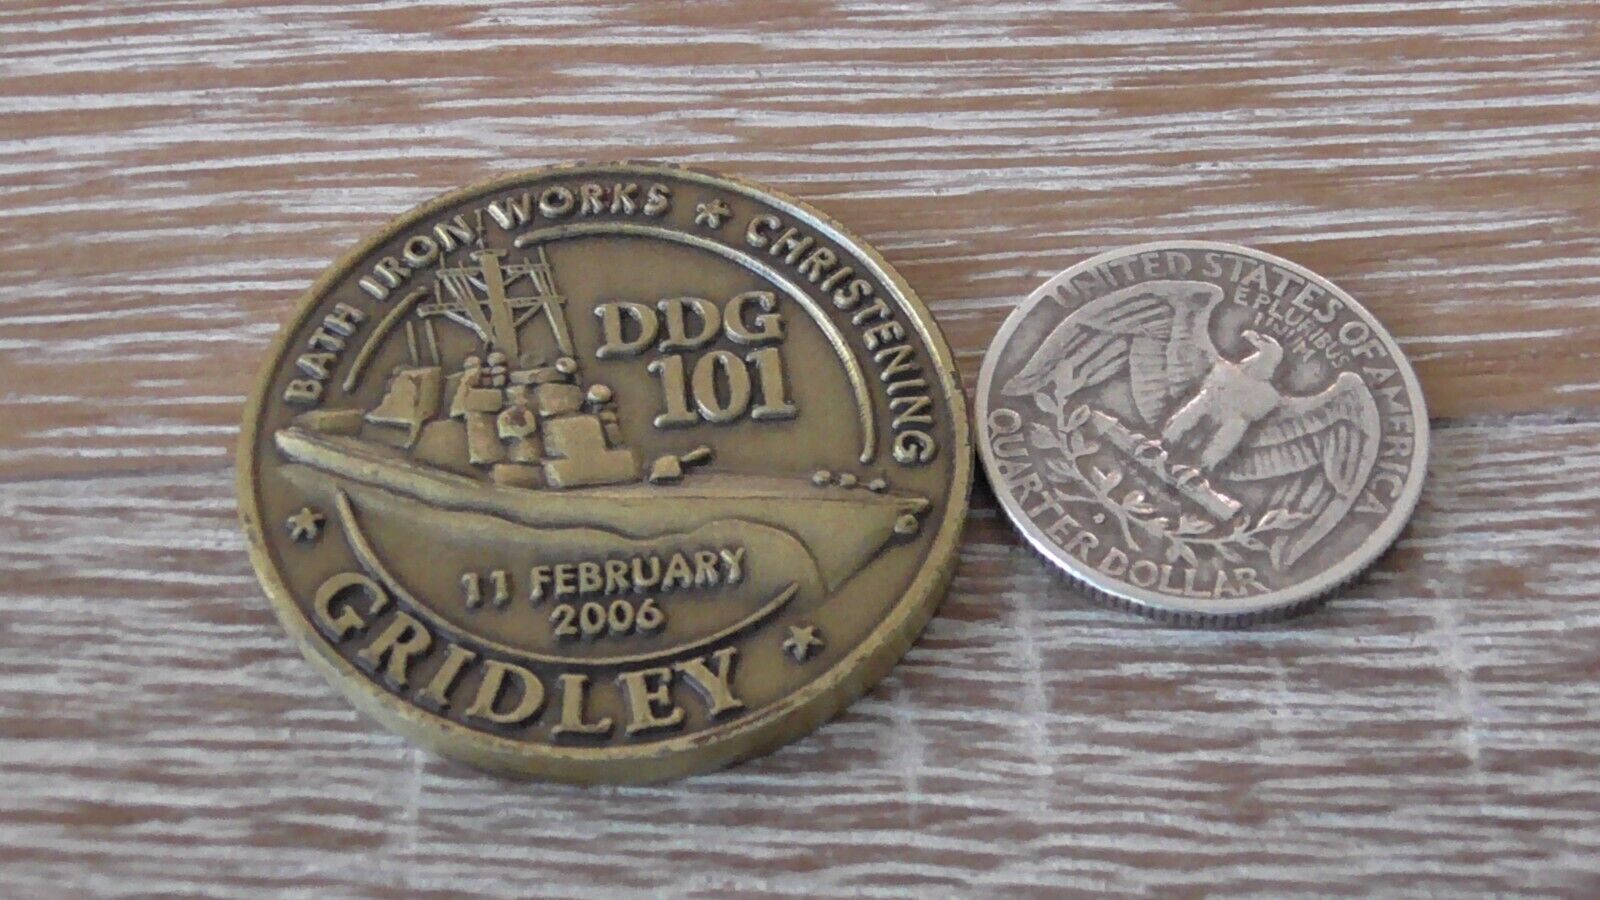 BATH IRON WORKS ★ CHRISTENING
DDG
101
11 FEBRUARY
2006
★ GRIDLEY ★
UNITED STATES OF AMERICA
E PLURIBUS
UNUM
QUARTER DOLLAR